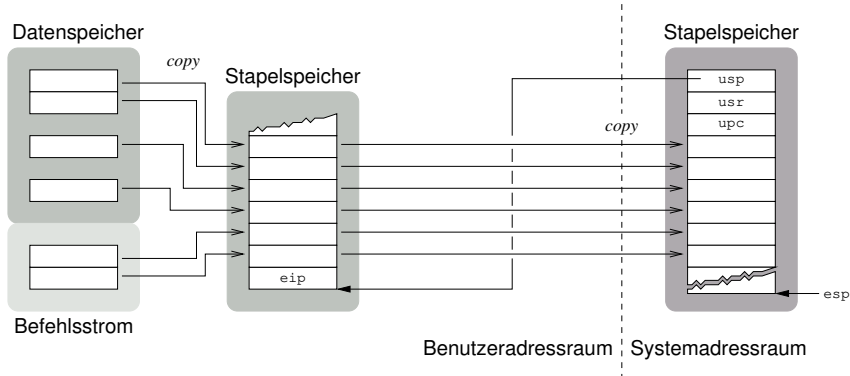 Datenspeicher
Stapelspeicher
copy
Stapelspeicher
usp
usr
upc
copy
eip
esp
Befehlsstrom
Benutzeradressraum
Systemadressraum